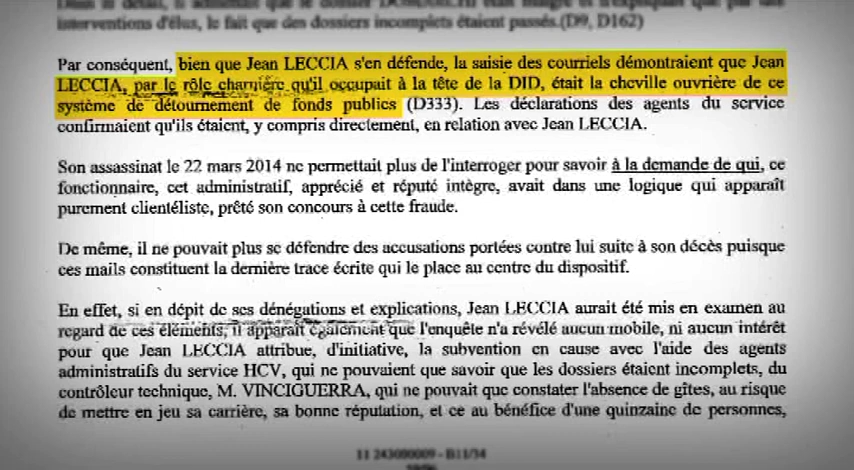 interventions d'élus, le fait que des dossiers incomplets étaient passés.(D9, D162)
Par conséquent, bien que Jean LECCIA s'en défende, la saisie des courriels démontraient que Jean
LECCIA, par le rôle charnière qu'il occupait à la tête de la DID, était la cheville ouvrière de ce
système de détournement de fonds publics (D333). Les déclarations des agents du service
confirmaient qu'ils étaient, y compris directement, en relation avec Jean LECCIA.
Son assassinat le 22 mars 2014 ne permettait plus de l'interroger pour savoir à la demande de qui, ce
fonctionnaire, cet administratif, apprécié et réputé intègre, avait dans une logique qui apparaît
purement clientéliste, prêté son concours à cette fraude.
De même, il ne pouvait plus se défendre des accusations portées contre lui suite à son décès puisque
ces mails constituent la dernière trace écrite qui le place au centre du dispositif.
En effet, si en dépit de ses dénégations et explications, Jean LECCIA aurait été mis en examen au
regard de ces éléments, il apparaît également que l'enquête n'a révélé aucun mobile, ni aucun intérêt
pour que Jean LECCIA attribue, d'initiative, la subvention en cause avec l'aide des agents
administratifs du service HCV, qui ne pouvaient que savoir que les dossiers étaient incomplets, du
contrôleur technique, M. VINCIGUERRA, qui ne pouvait que constater l'absence de gîtes, au risque
de mettre en jeu sa carrière, sa bonne réputation, et ce au bénéfice d'une quinzaine de personnes,